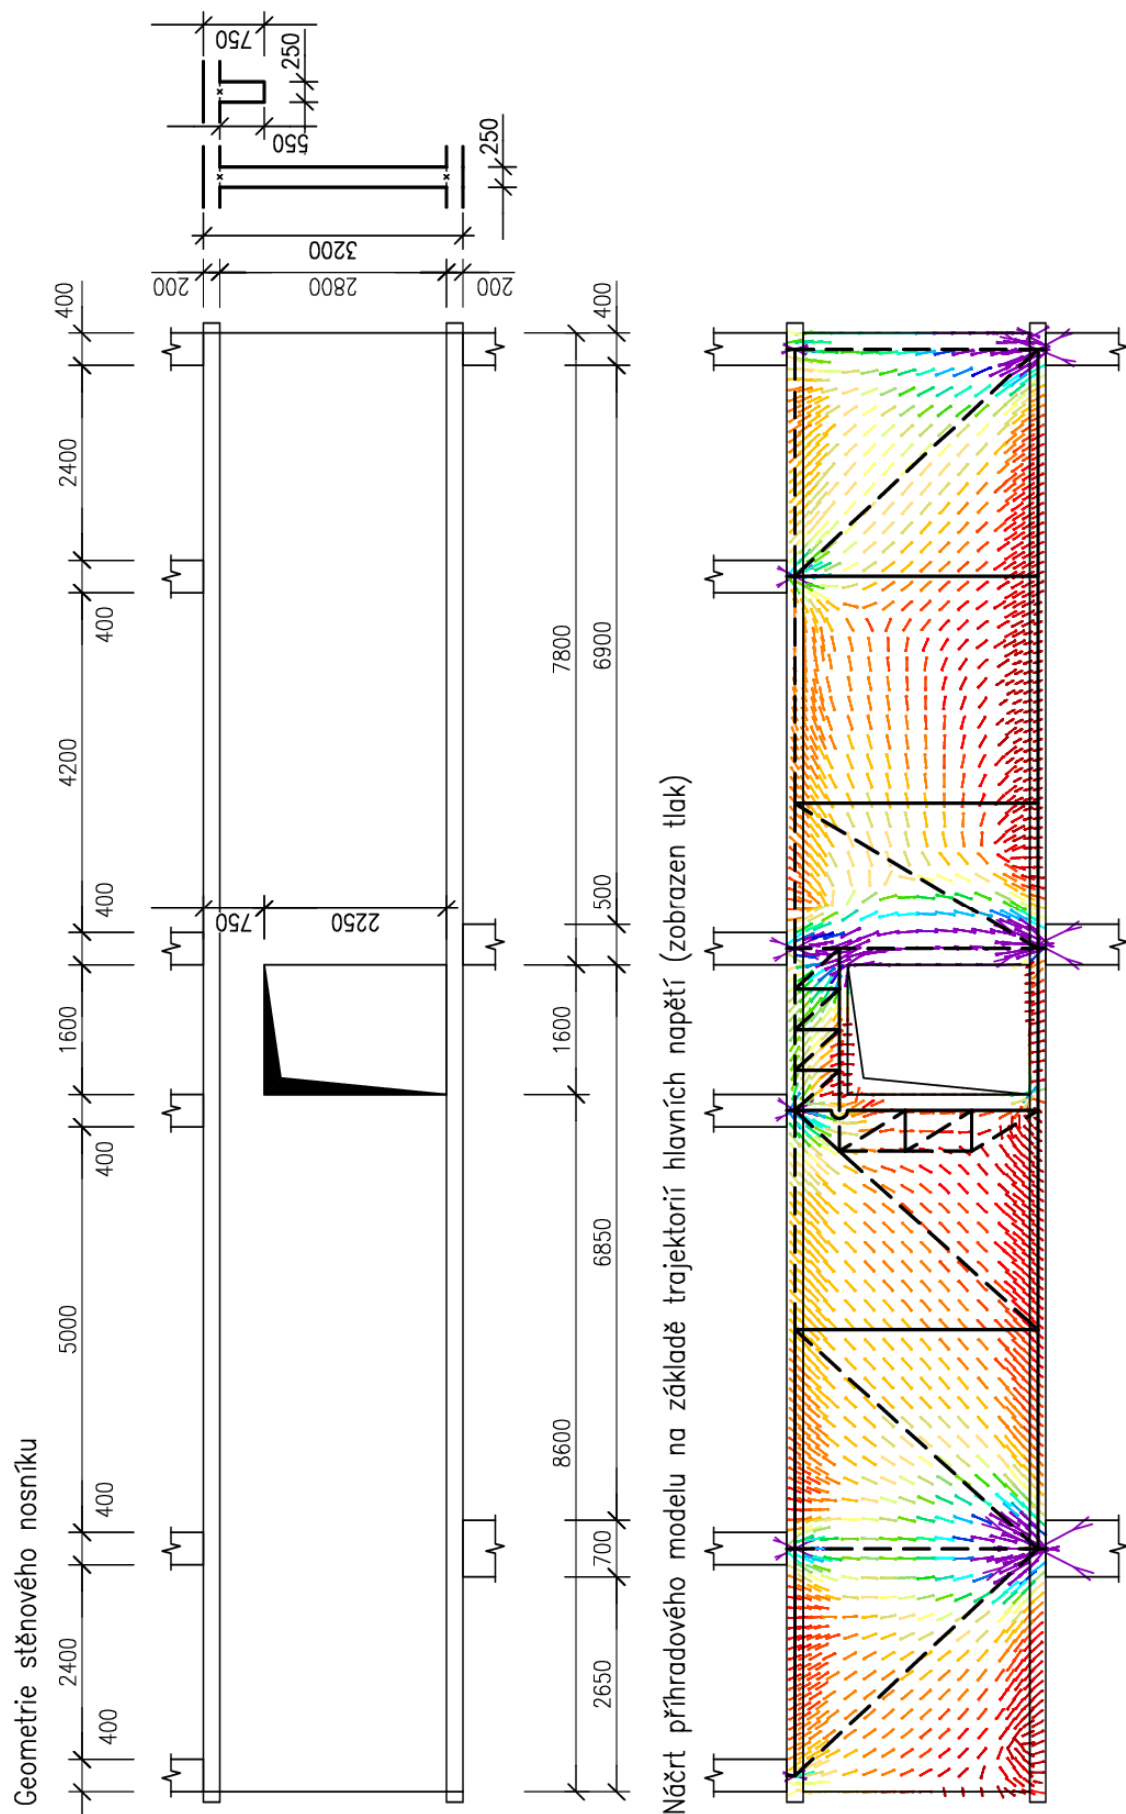 Geometrie stěnového nosníku
400 2400 400 5000 400 1600 400 4200 400 2400 400
750
2250
200
2800
200
3200
250
550
250
750
8600 7800
2650 700 6850 1600 500 6900 400
Náčrt příhradového modelu na základě trajektorií hlavních napětí (zobrazen tlak)